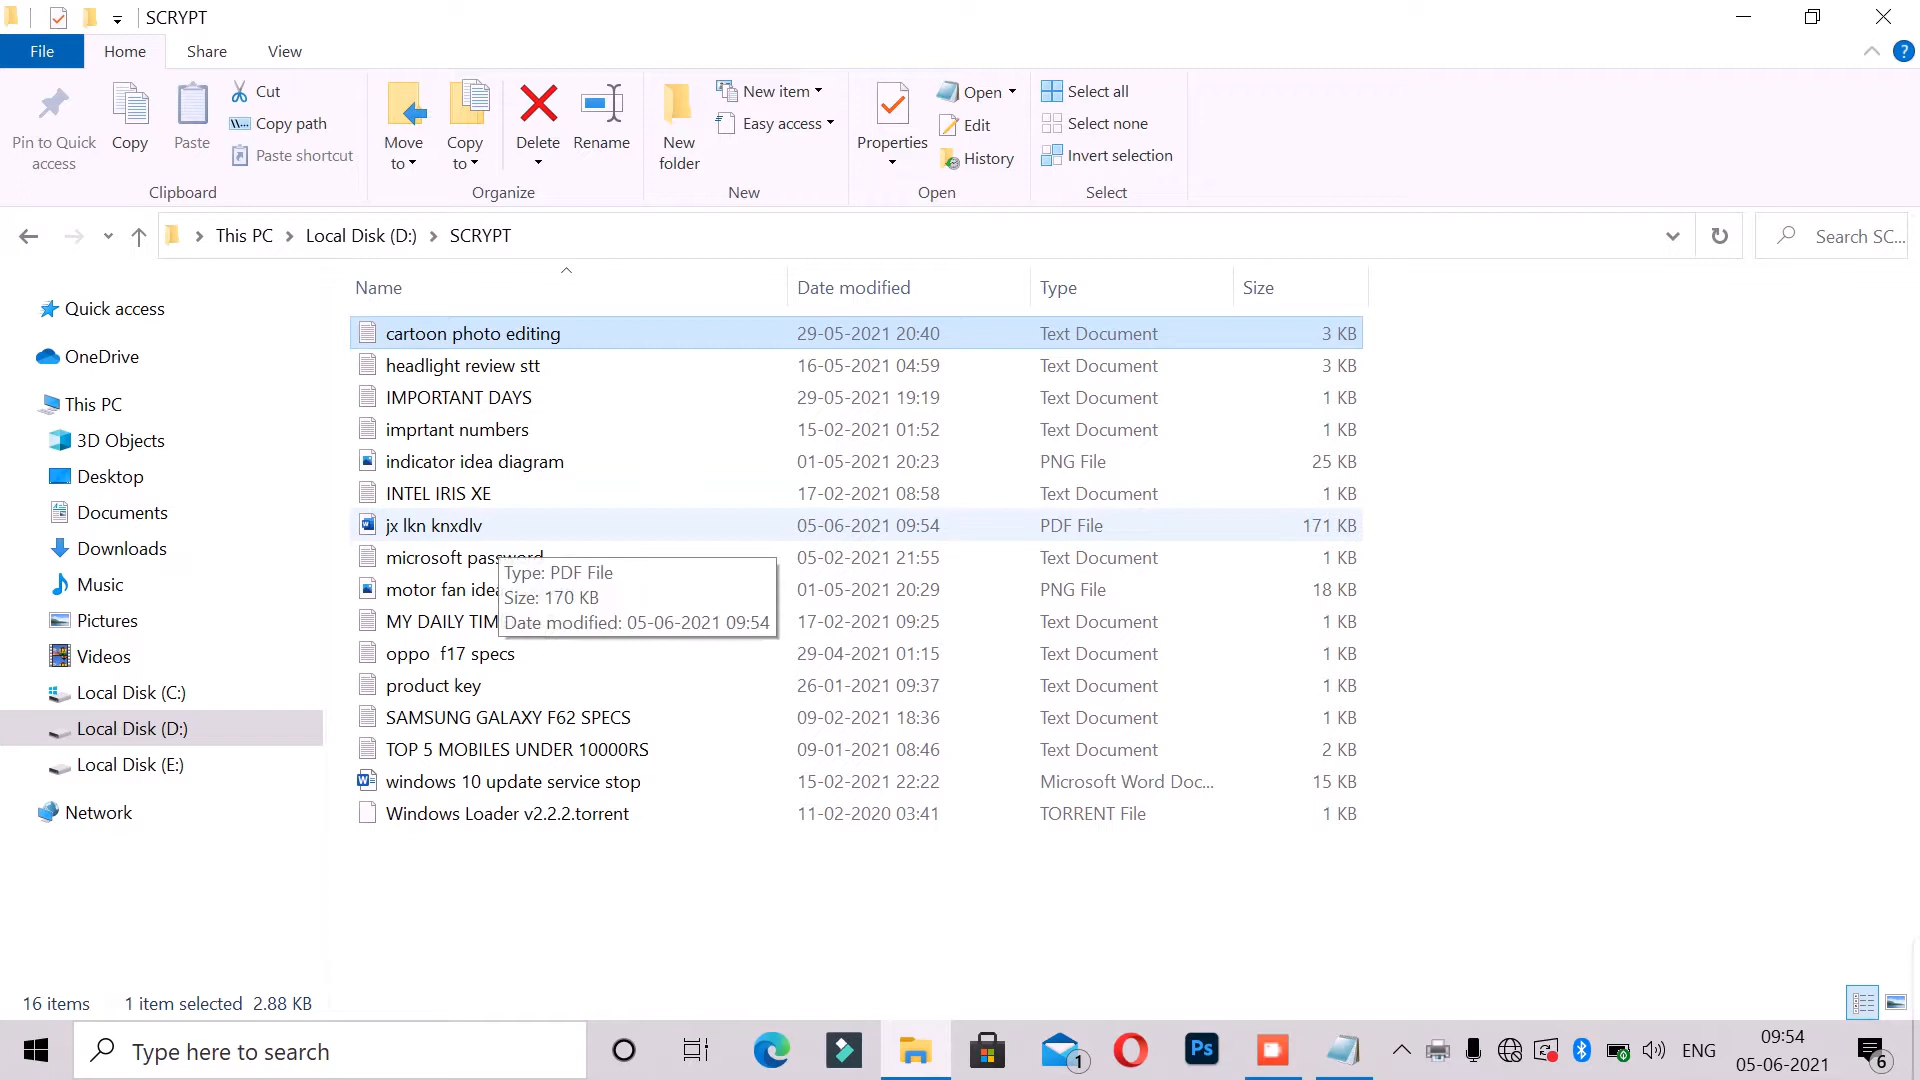 SCRYPT
File Home Share View ?
Pin to Quick access
Copy
Paste
Cut
Copy path
Paste shortcut
Clipboard
Move to
Copy to
Delete
Rename
Organize
New folder
New item
Easy access
New
Properties
Open
Edit
History
Open
Select all
Select none
Invert selection
Select
This PC Local Disk (D:) SCRYPT
Search SC...
Quick access
OneDrive
This PC
3D Objects
Desktop
Documents
Downloads
Music
Pictures
Videos
Local Disk (C:)
Local Disk (D:)
Local Disk (E:)
Network
Name Date modified Type Size
cartoon photo editing 29-05-2021 20:40 Text Document 3 KB
headlight review stt 16-05-2021 04:59 Text Document 3 KB
IMPORTANT DAYS 29-05-2021 19:19 Text Document 1 KB
imprtant numbers 15-02-2021 01:52 Text Document 1 KB
indicator idea diagram 01-05-2021 20:23 PNG File 25 KB
INTEL IRIS XE 17-02-2021 08:58 Text Document 1 KB
jx lkn knxdlv 05-06-2021 09:54 PDF File 171 KB
microsoft password 05-02-2021 21:55 Text Document 1 KB
motor fan idea 01-05-2021 20:29 PNG File 18 KB
MY DAILY TIM 17-02-2021 09:25 Text Document 1 KB
oppo f17 specs 29-04-2021 01:15 Text Document 1 KB
product key 26-01-2021 09:37 Text Document 1 KB
SAMSUNG GALAXY F62 SPECS 09-02-2021 18:36 Text Document 1 KB
TOP 5 MOBILES UNDER 10000RS 09-01-2021 08:46 Text Document 2 KB
windows 10 update service stop 15-02-2021 22:22 Microsoft Word Doc... 15 KB
Windows Loader v2.2.2.torrent 11-02-2020 03:41 TORRENT File 1 KB
Type: PDF File
Size: 170 KB
Date modified: 05-06-2021 09:54
16 items 1 item selected 2.88 KB
Type here to search
1
Ps
ENG
09:54
05-06-2021
6